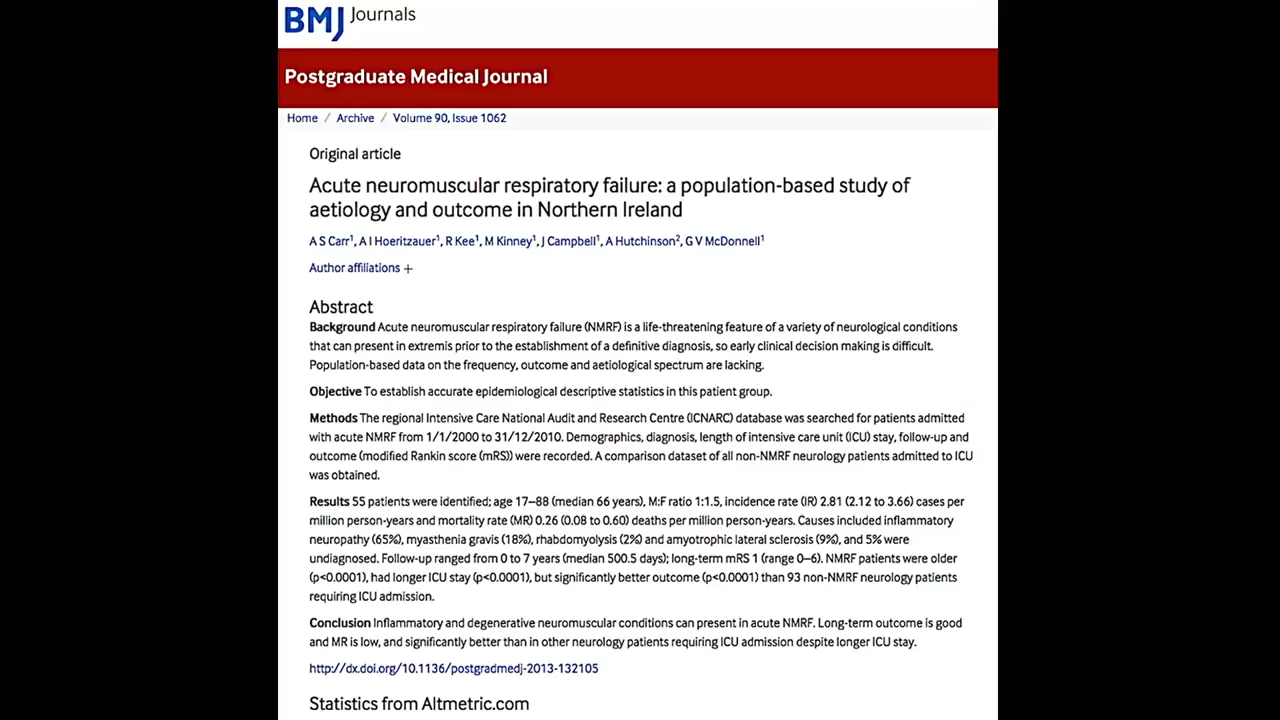 BMJ Journals
Postgraduate Medical Journal
Home / Archive / Volume 90, Issue 1062
Original article
Acute neuromuscular respiratory failure: a population-based study of
aetiology and outcome in Northern Ireland
A S Carr1, A I Hoeritzauer1, R Kee1, M Kinney1, J Campbell1, A Hutchinson2, G V McDonnell1
Author affiliations +
Abstract
Background Acute neuromuscular respiratory failure (NMRF) is a life-threatening feature of a variety of neurological conditions
that can present in extremis prior to the establishment of a definitive diagnosis, so early clinical decision making is difficult.
Population-based data on the frequency, outcome and aetiological spectrum are lacking.
Objective To establish accurate epidemiological descriptive statistics in this patient group.
Methods The regional Intensive Care National Audit and Research Centre (ICNARC) database was searched for patients admitted
with acute NMRF from 1/1/2000 to 31/12/2010. Demographics, diagnosis, length of intensive care unit (ICU) stay, follow-up and
outcome (modified Rankin score (mRS)) were recorded. A comparison dataset of all non-NMRF neurology patients admitted to ICU
was obtained.
Results 55 patients were identified; age 17–88 (median 66 years), M:F ratio 1:1.5, incidence rate (IR) 2.81 (2.12 to 3.66) cases per
million person-years and mortality rate (MR) 0.26 (0.08 to 0.60) deaths per million person-years. Causes included inflammatory
neuropathy (65%), myasthenia gravis (18%), rhabdomyolysis (2%) and amyotrophic lateral sclerosis (9%), and 5% were
undiagnosed. Follow-up ranged from 0 to 7 years (median 500.5 days); long-term mRS 1 (range 0–6). NMRF patients were older
(p<0.0001), had longer ICU stay (p<0.0001), but significantly better outcome (p<0.0001) than 93 non-NMRF neurology patients
requiring ICU admission.
Conclusion Inflammatory and degenerative neuromuscular conditions can present in acute NMRF. Long-term outcome is good
and MR is low, and significantly better than in other neurology patients requiring ICU admission despite longer ICU stay.
http://dx.doi.org/10.1136/postgradmedj-2013-132105
Statistics from Altmetric.com